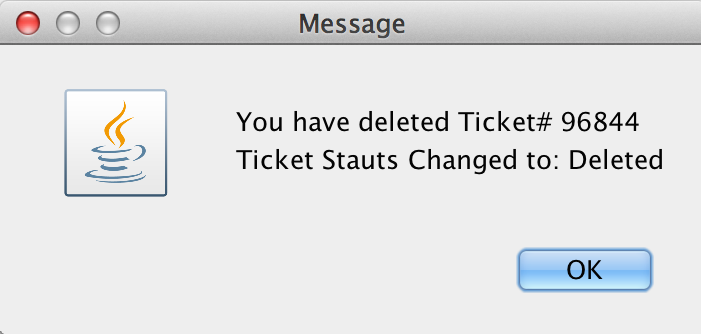 Message
You have deleted Ticket# 96844
Ticket Stauts Changed to: Deleted
OK